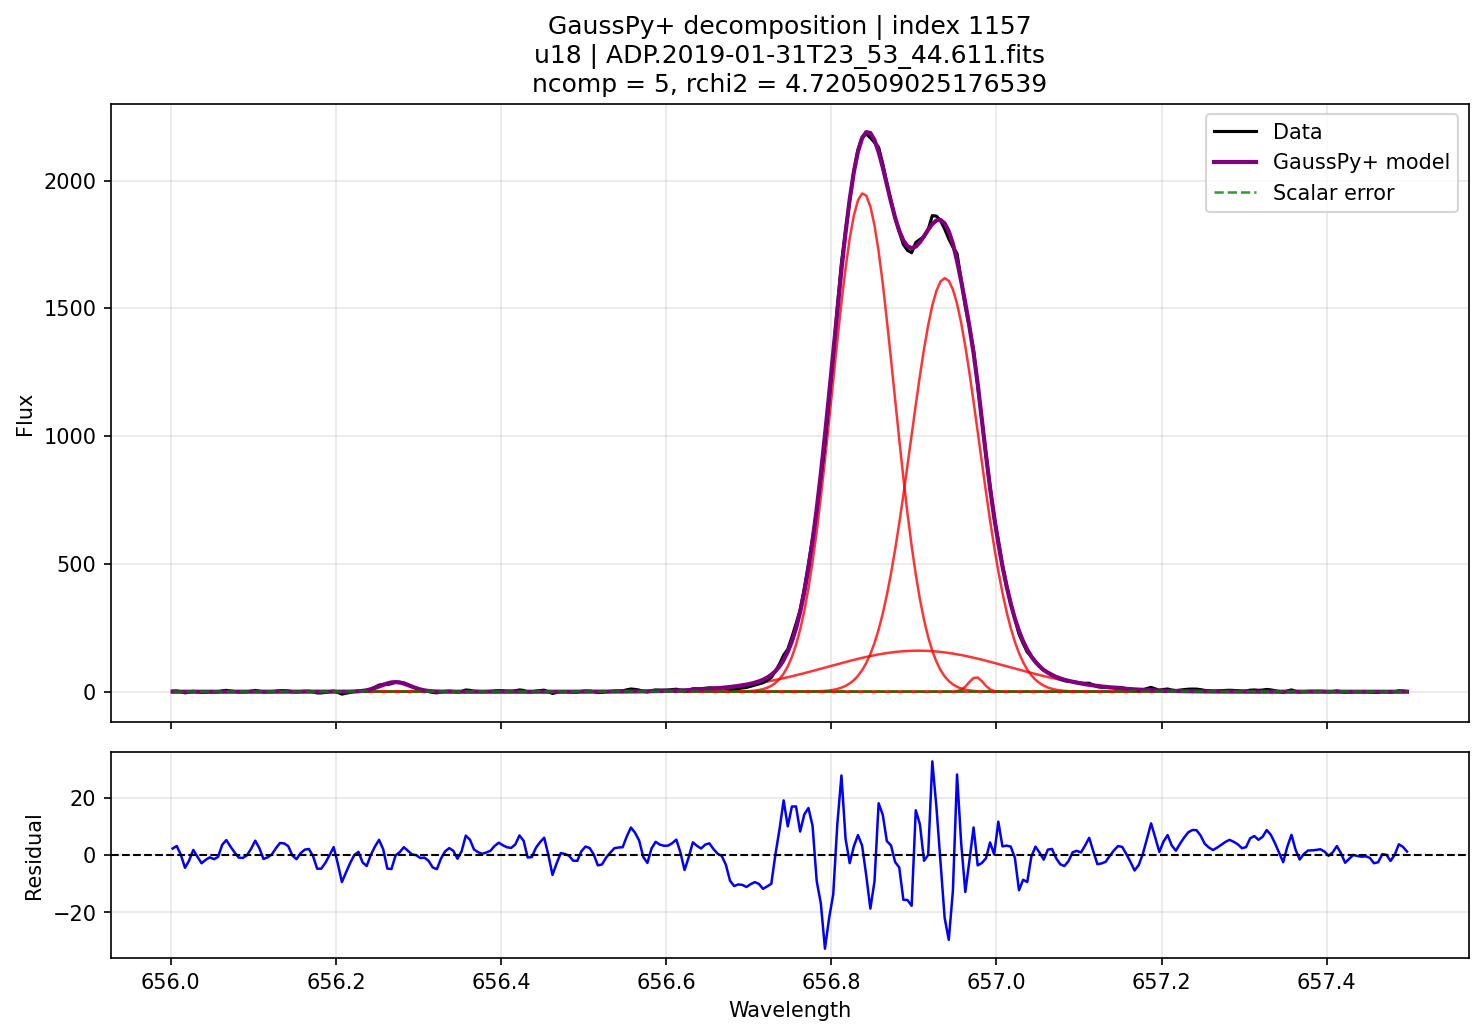 GaussPy+ decomposition | index 1157
u18 | ADP.2019-01-31T23_53_44.611.fits
ncomp = 5, rchi2 = 4.720509025176539
Data
GaussPy+ model
Scalar error
Flux
2000
1500
1000
500
0
Residual
20
0
−20
656.0 656.2 656.4 656.6 656.8 657.0 657.2 657.4
Wavelength